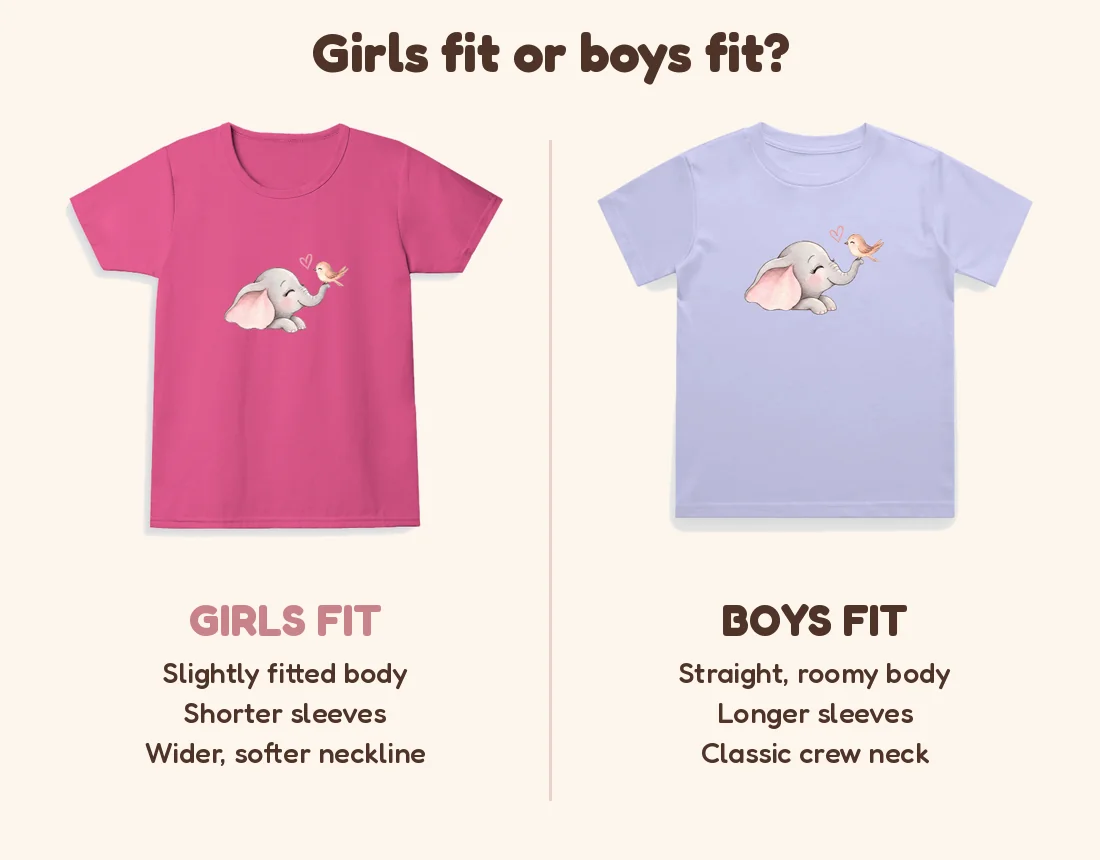 Girls fit or boys fit?
GIRLS FIT
Slightly fitted body
Shorter sleeves
Wider, softer neckline
BOYS FIT
Straight, roomy body
Longer sleeves
Classic crew neck